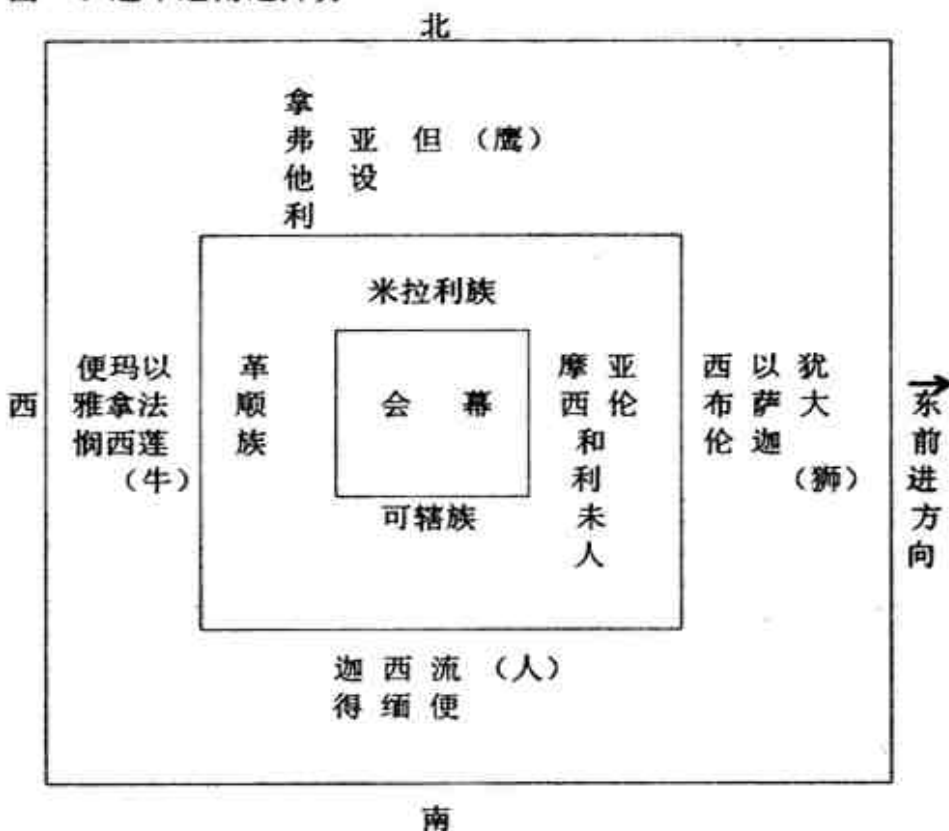 北
拿弗他利
亚设
但
（鹰）
米拉利族
西
便雅悯
玛拿西
以法莲
（牛）
革顺族
会 幕
摩西和利未人
亚伦
西布伦
以萨迦
犹大
（狮）
东前进方向
可辖族
迦得
西缅
流便
（人）
南